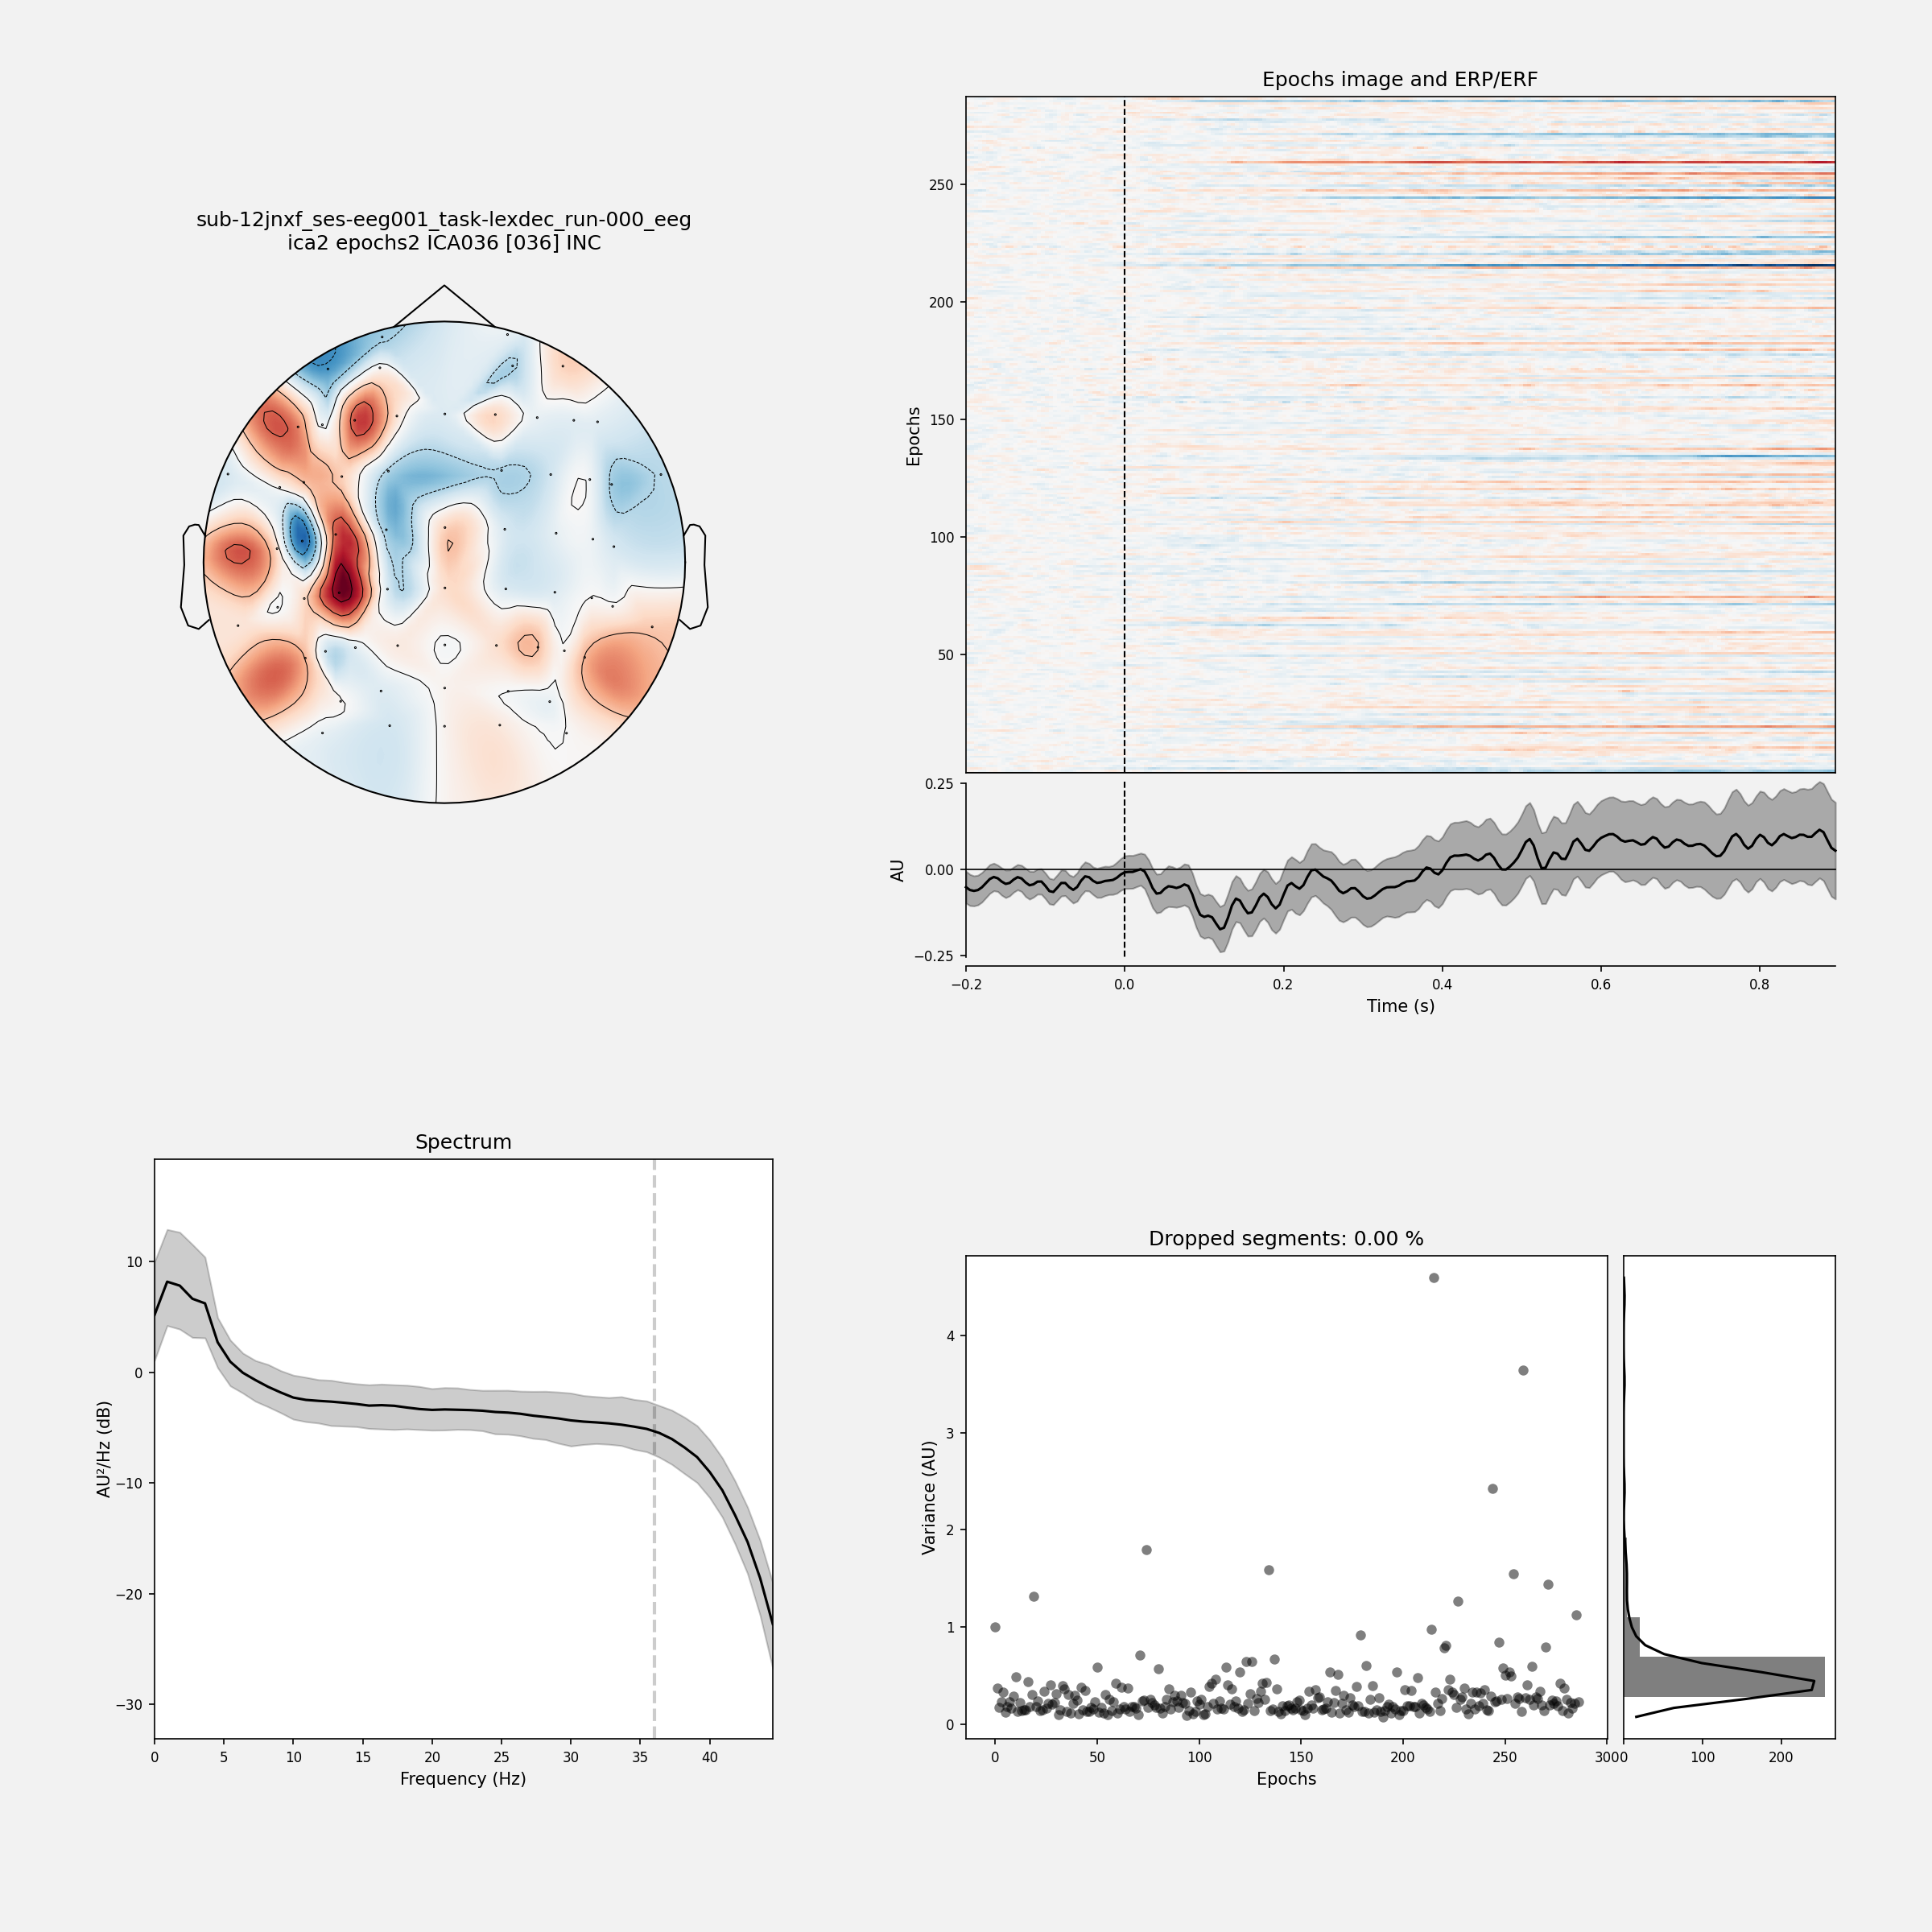 sub-12jnxf_ses-eeg001_task-lexdec_run-000_eeg
ica2 epochs2 ICA036 [036] INC
Epochs image and ERP/ERF
Epochs
250
200
150
100
50
0.25
0.00
−0.25
AU
−0.2 0.0 0.2 0.4 0.6 0.8
Time (s)
Spectrum
AU²/Hz (dB)
10
0
−10
−20
−30
0 5 10 15 20 25 30 35 40
Frequency (Hz)
Dropped segments: 0.00 %
Variance (AU)
4
3
2
1
0
0 50 100 150 200 250 300
Epochs
0 100 200